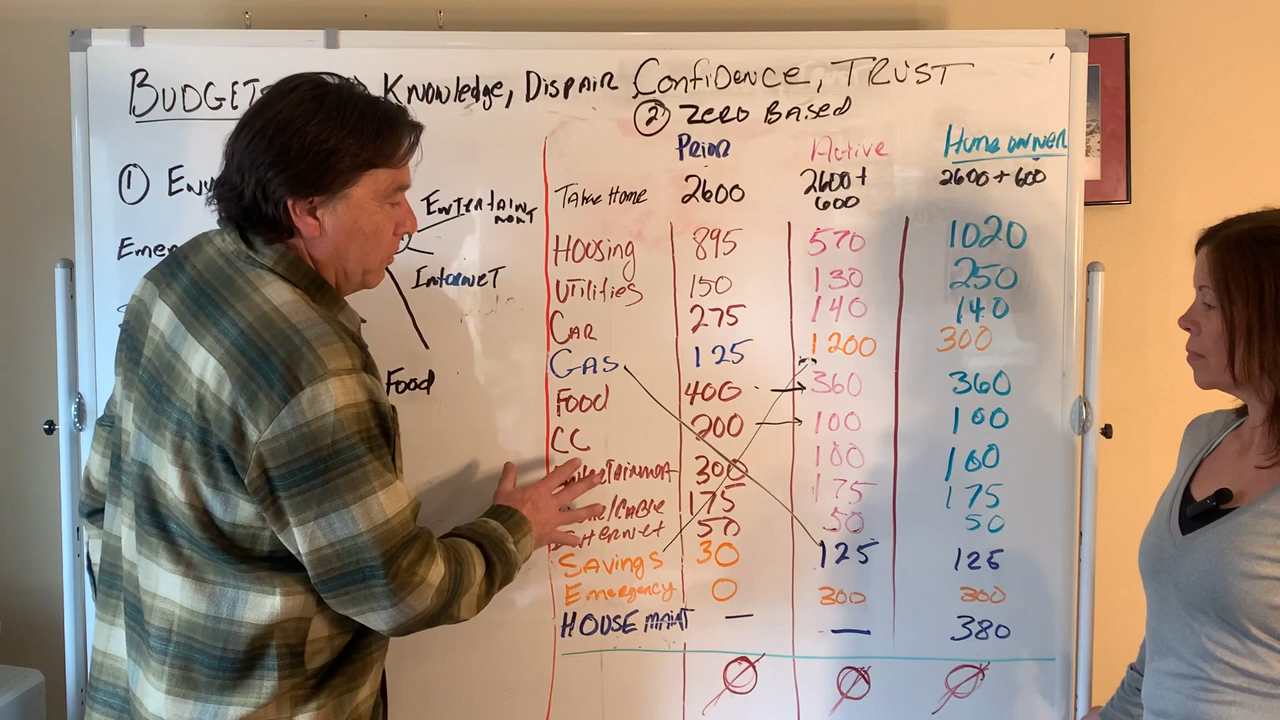 BUDGET Knowledge, Dispair Confidence, TRUST
② ZERO BASED
① Env
Emer
ENTERTAINMENT
InterneT
Food
Prior Active Home owner
Take Home 2600 2600+600 2600+600
Housing 895 570 1020
UTiliTies 150 130 250
CAR 275 140 140
GAS 125 1200 300
Food 400 360 360
CC 200 100 100
300 100 100
/CABLE 175 175 175
50 50 50
SAVingS 30 125 125
Emergency 0 300 300
HOUSE MAINT — — 380
Ø Ø Ø